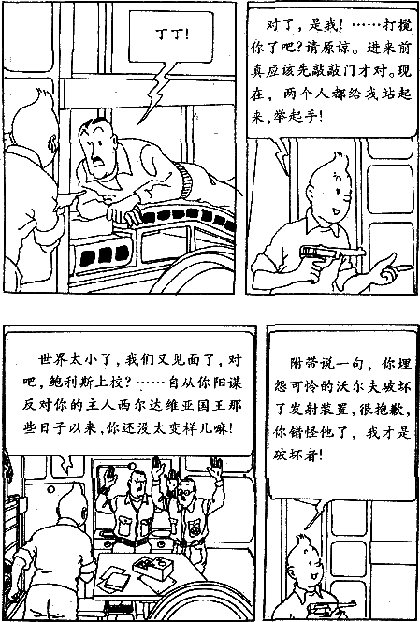 丁丁!
对了,是我!……打搅
你了吧?请原谅。进来前
真应该先敲敲门才对。现
在,两个人都给我站起
来,举起手!
世界太小了,我们又见面了,对
吧,鲍利斯上校?……自从你阳谋
反对你的主人西尔达维亚国王那
些日子以来,你还没太变样儿嘛!
附带说一句,你埋
怨可怜的沃尔夫破坏
了发射装置,很抱歉,
你错怪他了,我才是
破坏者!